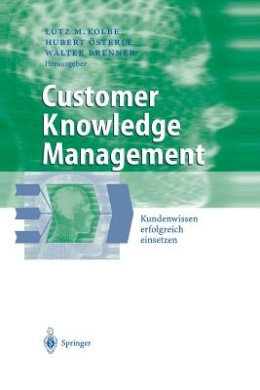 LUTZ M. KOLBE
HUBERT ÖSTERLE
WALTER BRENNER
Herausgeber
Customer
Knowledge
Management
Kundenwissen
erfolgreich
einsetzen
Springer